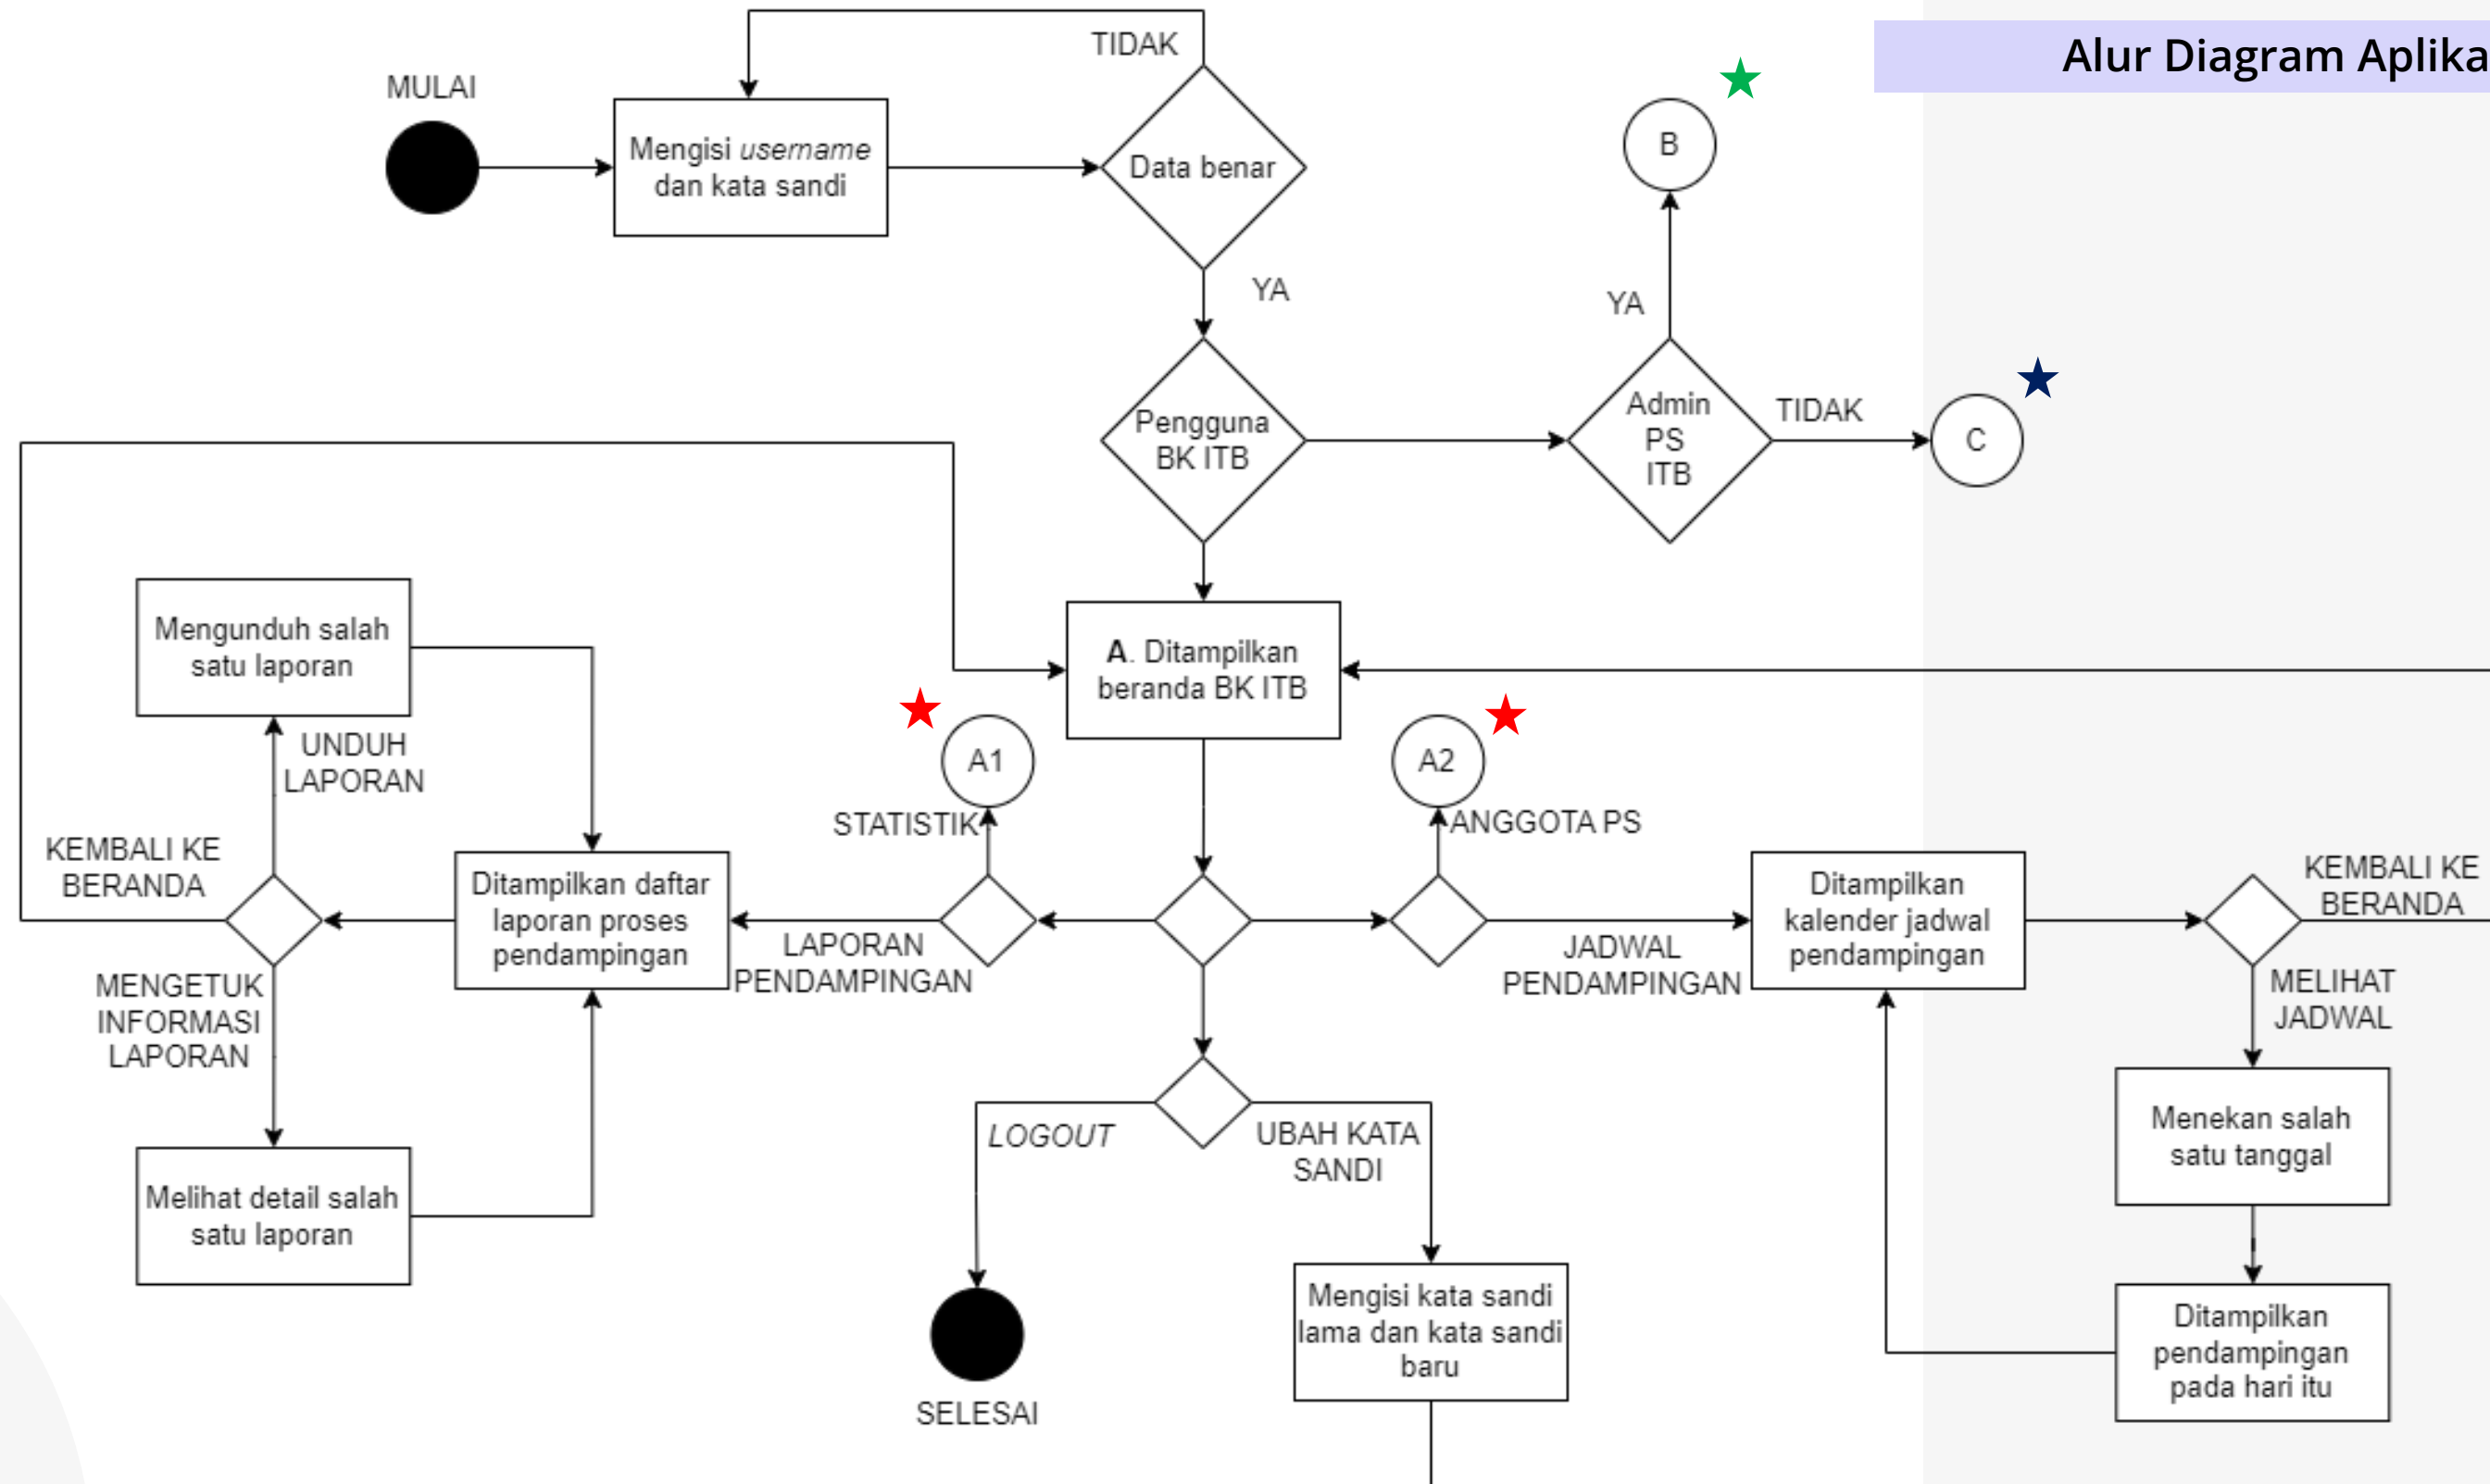 Alur Diagram Aplika
TIDAK
MULAI
Mengisi username
dan kata sandi
Data benar
B
YA
YA
Pengguna
BK ITB
Admin
PS
ITB
TIDAK
C
Mengunduh salah
satu laporan
A. Ditampilkan
beranda BK ITB
UNDUH
LAPORAN
A1
A2
STATISTIK
ANGGOTA PS
KEMBALI KE
BERANDA
Ditampilkan daftar
laporan proses
pendampingan
LAPORAN
PENDAMPINGAN
JADWAL
PENDAMPINGAN
Ditampilkan
kalender jadwal
pendampingan
KEMBALI KE
BERANDA
MENGETUK
INFORMASI
LAPORAN
MELIHAT
JADWAL
Melihat detail salah
satu laporan
LOGOUT
UBAH KATA
SANDI
Menekan salah
satu tanggal
Mengisi kata sandi
lama dan kata sandi
baru
Ditampilkan
pendampingan
pada hari itu
SELESAI